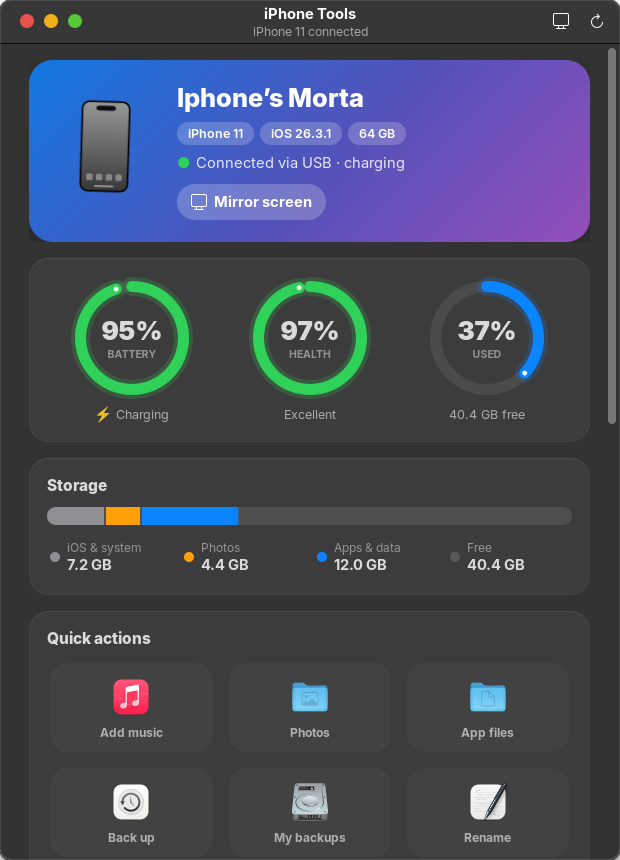 iPhone Tools
iPhone 11 connected
Iphone’s Morta
iPhone 11 iOS 26.3.1 64 GB
Connected via USB · charging
Mirror screen
95% 97% 37%
BATTERY HEALTH USED
⚡ Charging Excellent 40.4 GB free
Storage
iOS & system Photos Apps & data Free
7.2 GB 4.4 GB 12.0 GB 40.4 GB
Quick actions
Add music Photos App files
Back up My backups Rename